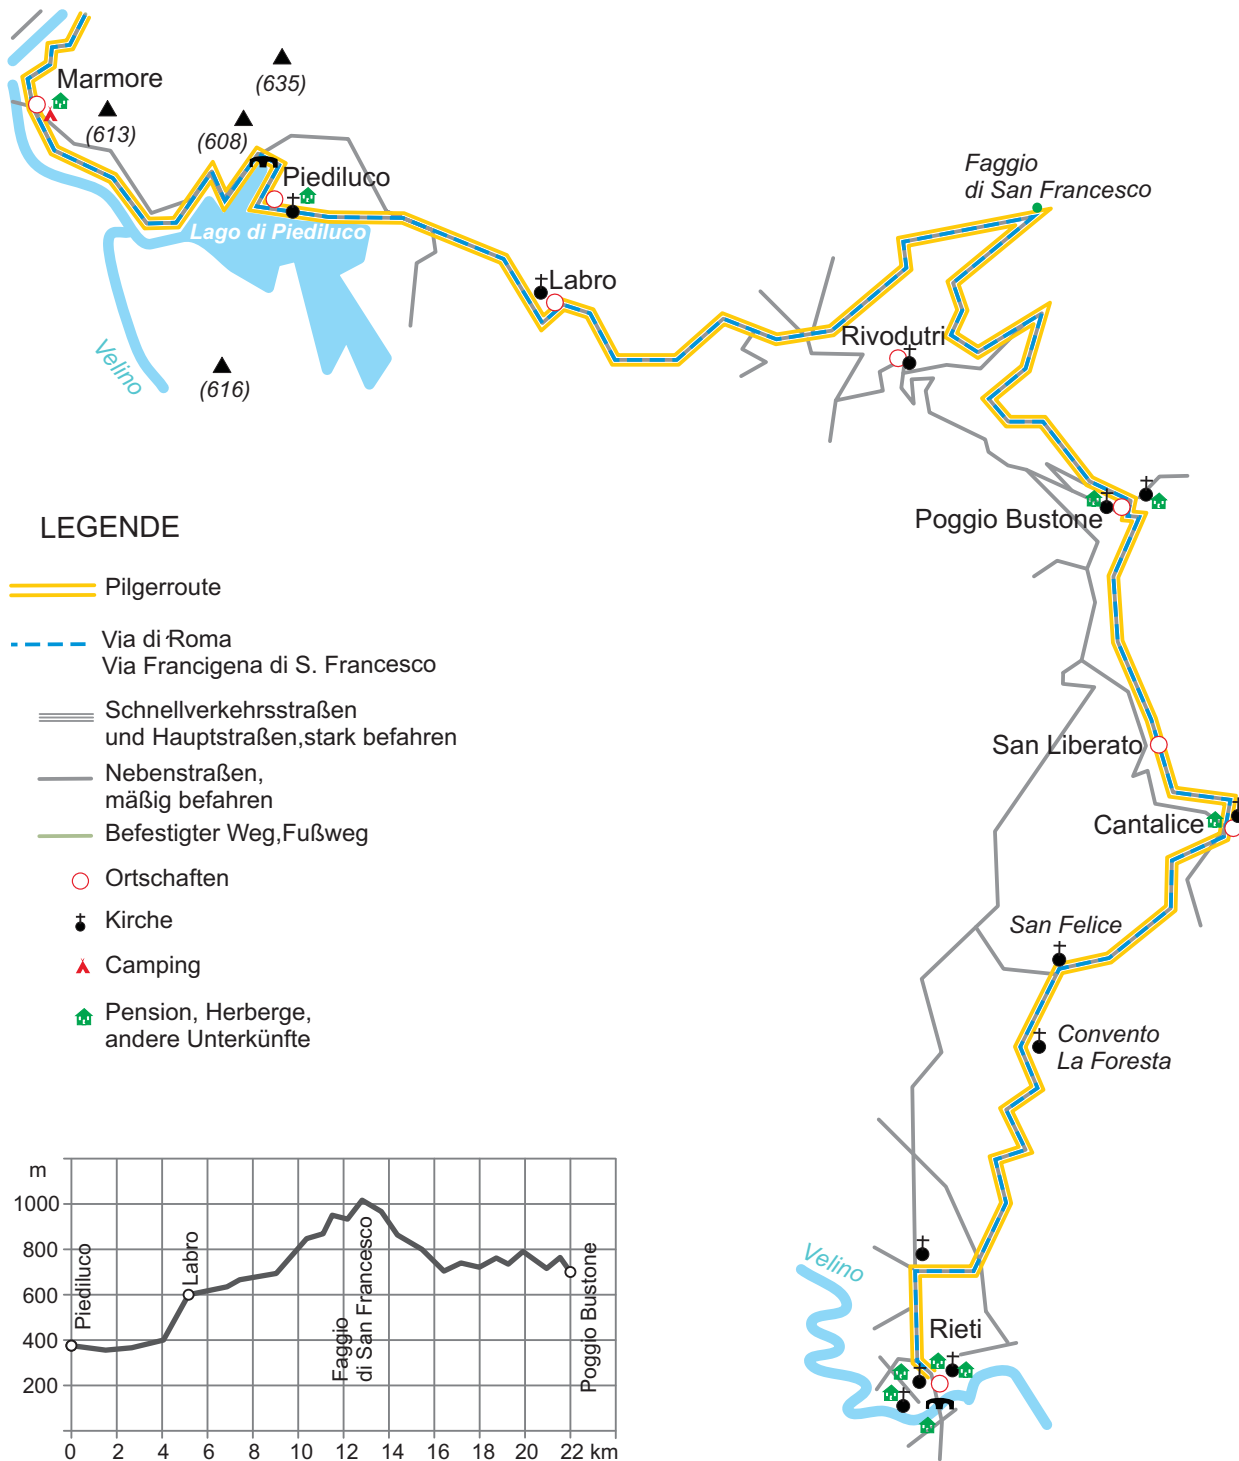 Marmore
(613)
(635)
(608)
Piediluco
Lago di Piediluco
Velino
(616)
Labro
Faggio
di San Francesco
Rivodutri
Poggio Bustone
San Liberato
Cantalice
San Felice
Convento
La Foresta
Velino
Rieti
LEGENDE
Pilgerroute
Via di Roma
Via Francigena di S. Francesco
Schnellverkehrsstraßen
und Hauptstraßen,stark befahren
Nebenstraßen,
mäßig befahren
Befestigter Weg,Fußweg
Ortschaften
Kirche
Camping
Pension, Herberge,
andere Unterkünfte
m
1000
800
600
400
200
Piediluco
Labro
Faggio
di San Francesco
Poggio Bustone
0 2 4 6 8 10 12 14 16 18 20 22 km